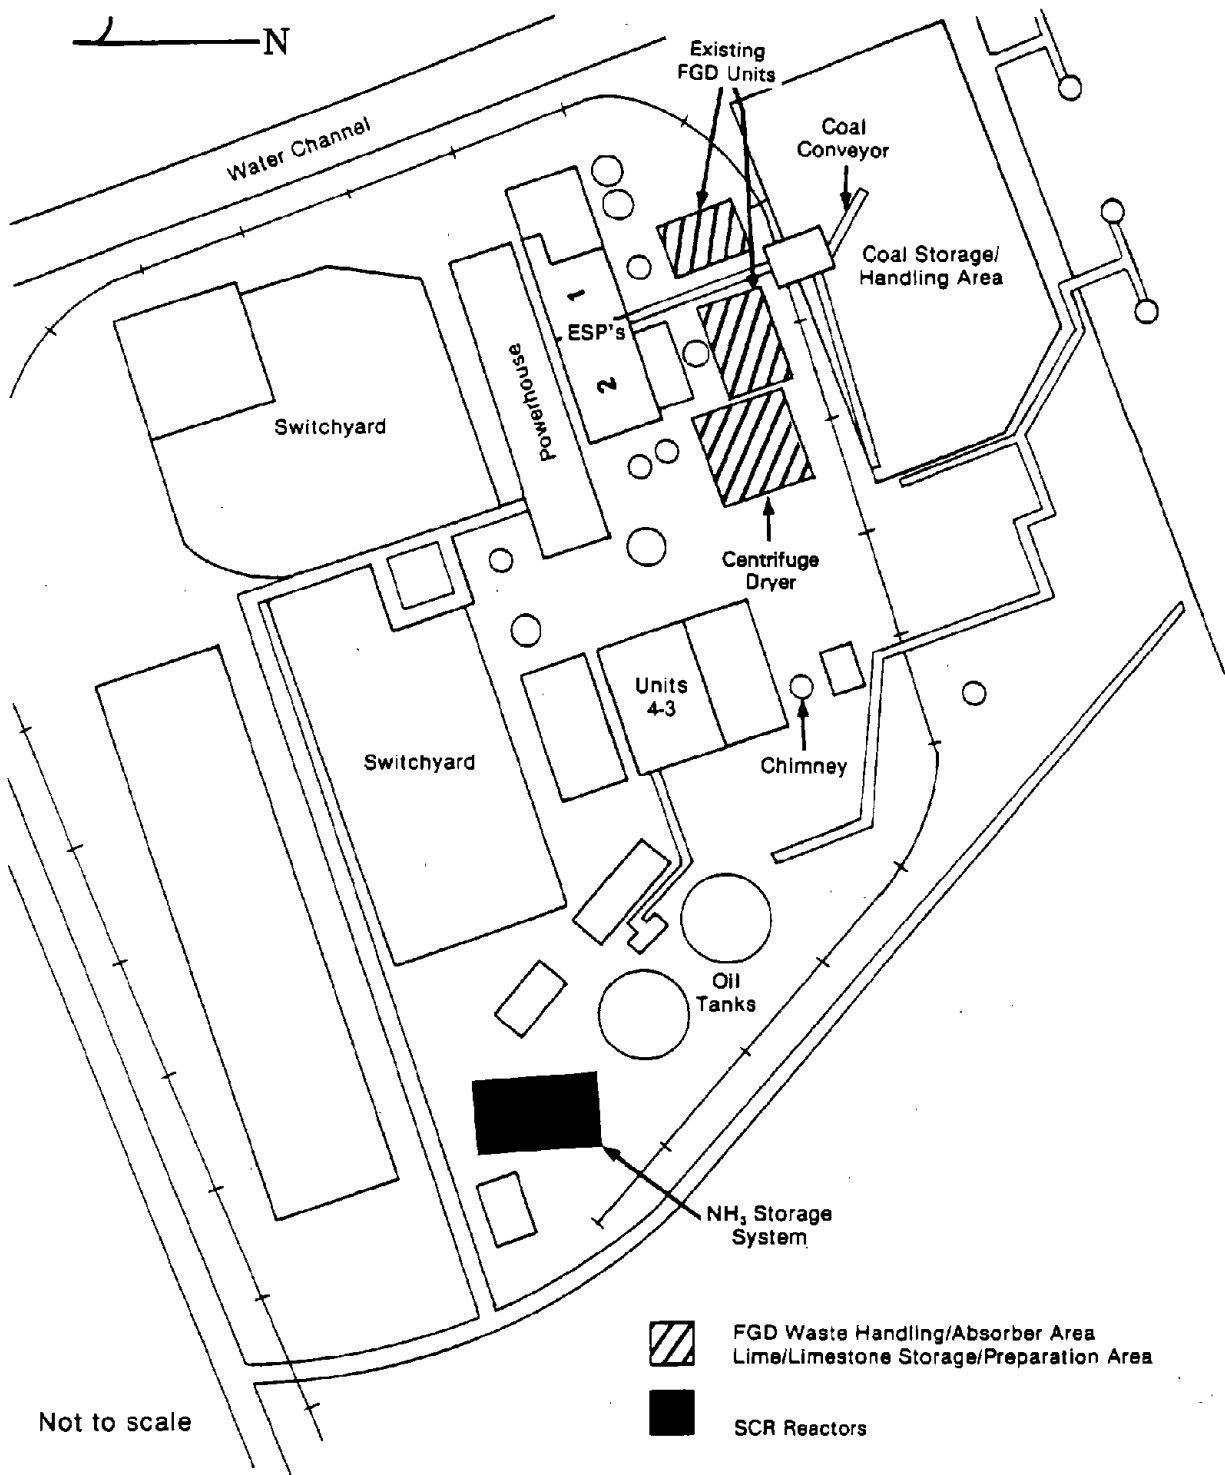 N
Existing
FGD Units
Water Channel
Coal
Conveyor
Coal Storage/
Handling Area
1
ESP's
2
Powerhouse
Switchyard
Centrifuge
Dryer
Units
4-3
Switchyard
Chimney
Oil
Tanks
NH₃ Storage
System
FGD Waste Handling/Absorber Area
Lime/Limestone Storage/Preparation Area
Not to scale
SCR Reactors